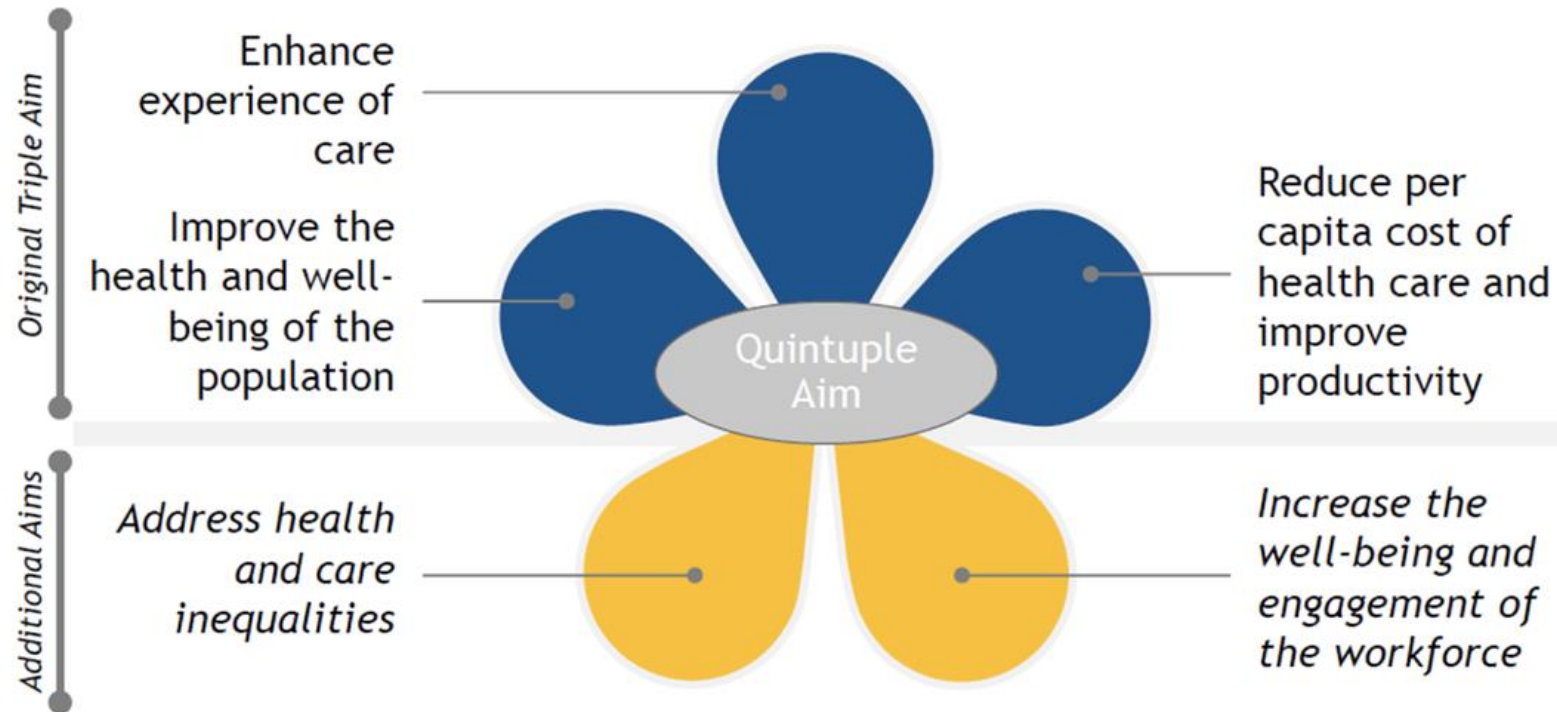 Original Triple Aim
Enhance
experience of
care
Improve the
health and well-
being of the
population
Reduce per
capita cost of
health care and
improve
productivity
Quintuple
Aim
Additional Aims
Address health
and care
inequalities
Increase the
well-being and
engagement of
the workforce